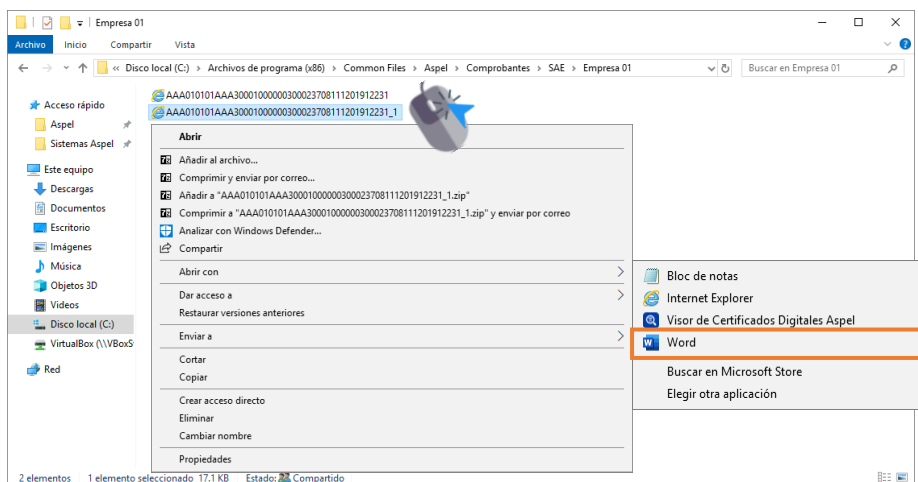 Empresa 01
Archivo Inicio Compartir Vista
« Disco local (C:) > Archivos de programa (x86) > Common Files > Aspel > Comprobantes > SAE > Empresa 01
Buscar en Empresa 01
Acceso rápido
Aspel
Sistemas Aspel
Este equipo
Descargas
Documentos
Escritorio
Imágenes
Música
Objetos 3D
Videos
Disco local (C:)
VirtualBox (\\VBoxS
Red
AAA010101AAA3000100000030002370811120191 2231
AAA010101AAA30001000000300023708111201912231_1
Abrir
Añadir al archivo...
Comprimir y enviar por correo...
Añadir a "AAA010101AAA30001000000300023708111201912231_1.zip"
Comprimir a "AAA010101AAA30001000000300023708111201912231_1.zip" y enviar por correo
Analizar con Windows Defender...
Compartir
Abrir con
Dar acceso a
Restaurar versiones anteriores
Enviar a
Cortar
Copiar
Crear acceso directo
Eliminar
Cambiar nombre
Propiedades
Bloc de notas
Internet Explorer
Visor de Certificados Digitales Aspel
Word
Buscar en Microsoft Store
Elegir otra aplicación
2 elementos 1 elemento seleccionado 17.1 KB Estado: Compartido